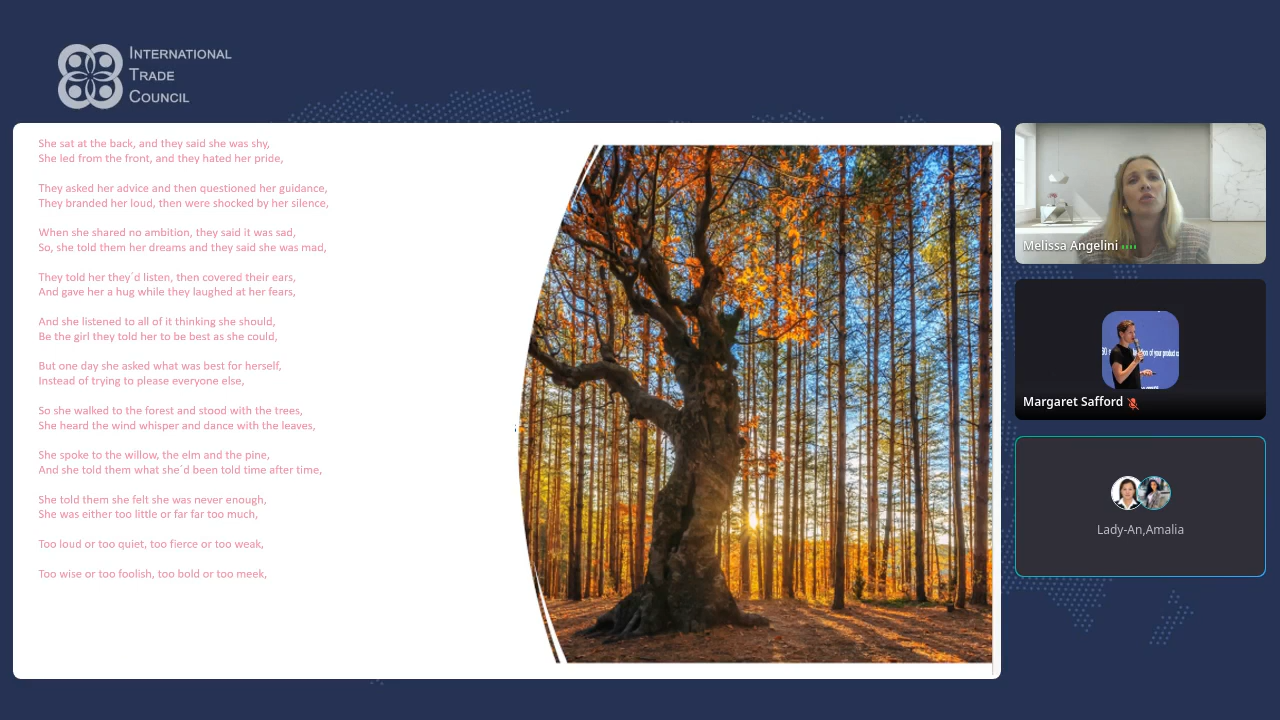 INTERNATIONAL
TRADE
COUNCIL
She sat at the back, and they said she was shy,
She led from the front, and they hated her pride,
They asked her advice and then questioned her guidance,
They branded her loud, then were shocked by her silence,
When she shared no ambition, they said it was sad,
So, she told them her dreams and they said she was mad,
They told her they´d listen, then covered their ears,
And gave her a hug while they laughed at her fears,
And she listened to all of it thinking she should,
Be the girl they told her to be best as she could,
But one day she asked what was best for herself,
Instead of trying to please everyone else,
So she walked to the forest and stood with the trees,
She heard the wind whisper and dance with the leaves,
She spoke to the willow, the elm and the pine,
And she told them what she´d been told time after time,
She told them she felt she was never enough,
She was either too little or far far too much,
Too loud or too quiet, too fierce or too weak,
Too wise or too foolish, too bold or too meek,
Melissa Angelini
of your product
Margaret Safford
Lady-An,Amalia